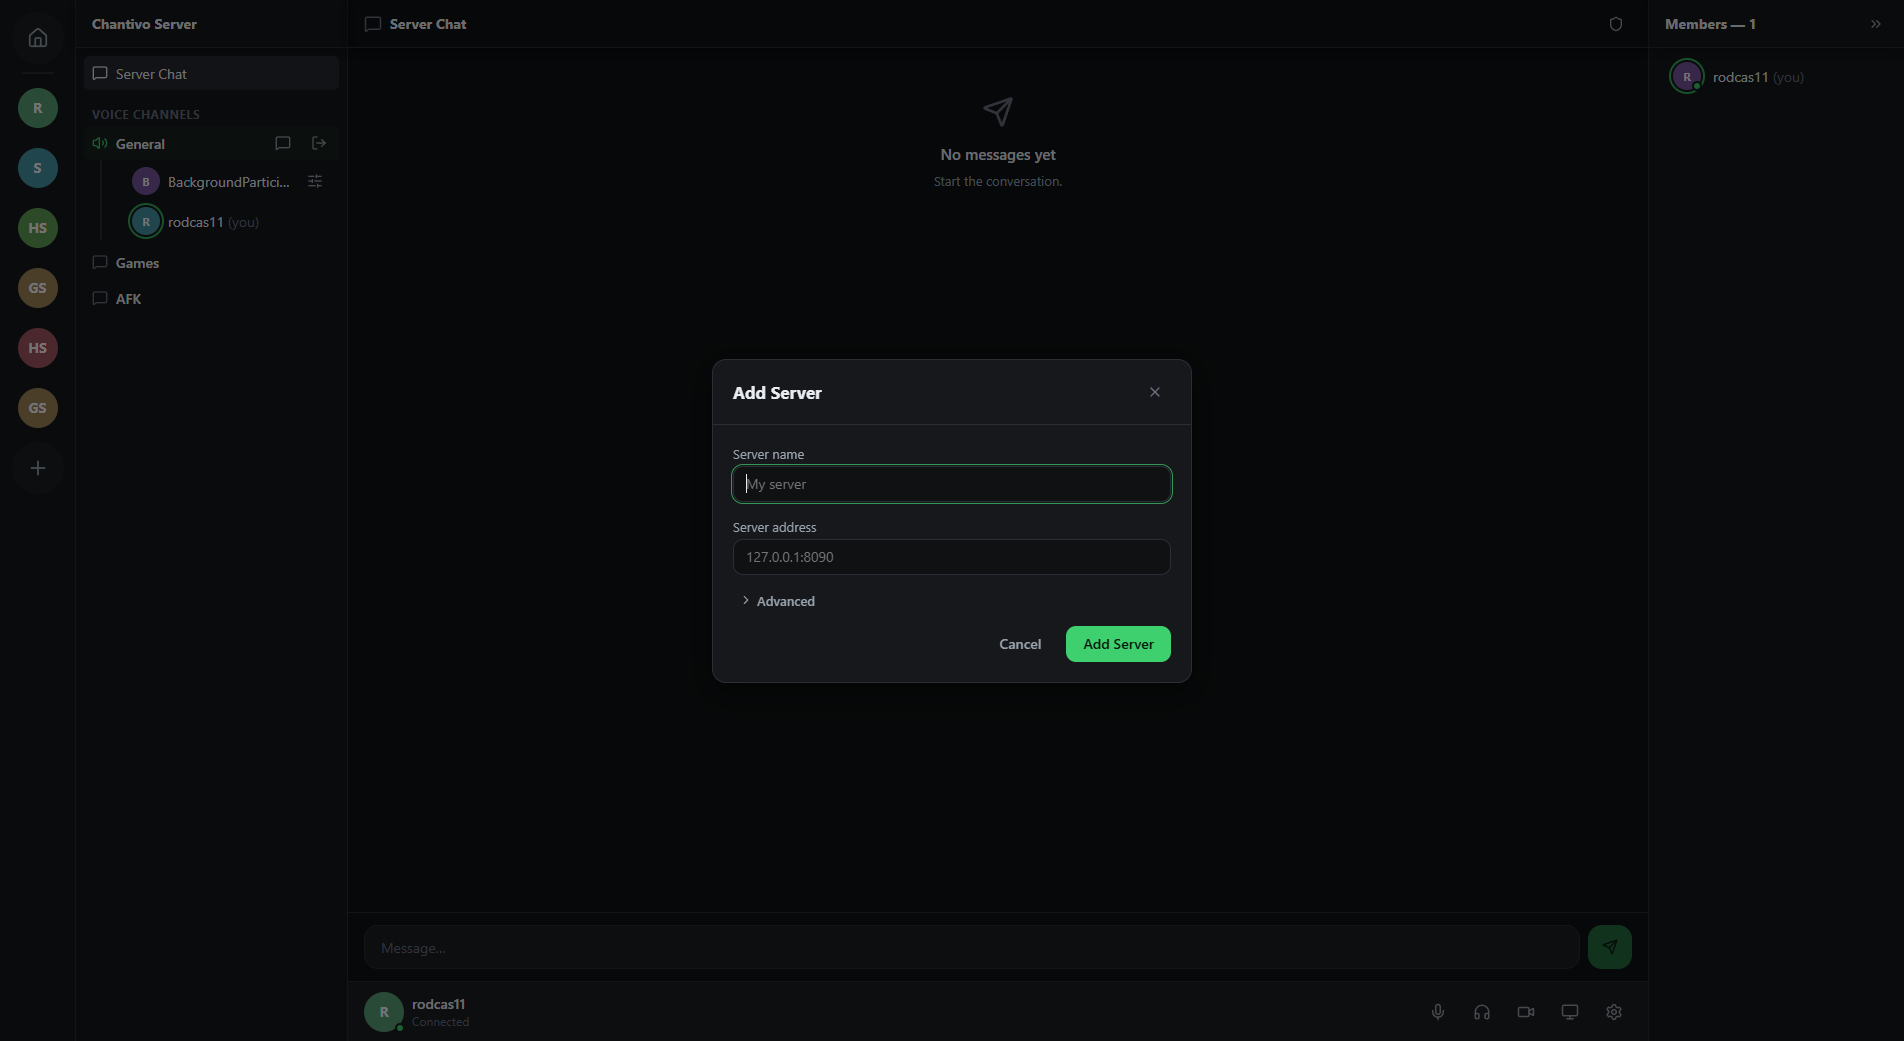 Chantivo Server
Server Chat
Members — 1
Server Chat
R
rodcas11 (you)
R
VOICE CHANNELS
General
No messages yet
S
B
BackgroundPartici...
Start the conversation.
R
rodcas11 (you)
HS
Games
GS
AFK
HS
GS
Add Server
Server name
My server
Server address
127.0.0.1:8090
Advanced
Cancel
Add Server
Message...
R
rodcas11
Connected